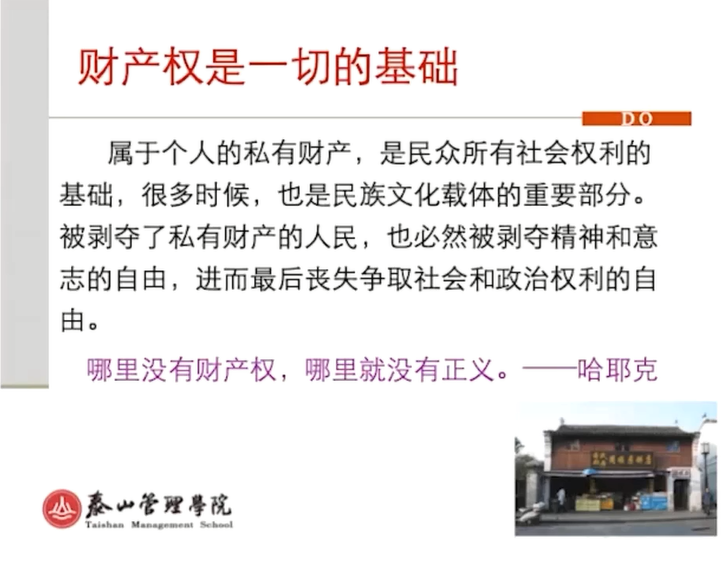 财产权是一切的基础
DO
属于个人的私有财产，是民众所有社会权利的
基础，很多时候，也是民族文化载体的重要部分。
被剥夺了私有财产的人民，也必然被剥夺精神和意
志的自由，进而最后丧失争取社会和政治权利的自
由。
哪里没有财产权，哪里就没有正义。——哈耶克
泰山管理學院
Taishan Management School